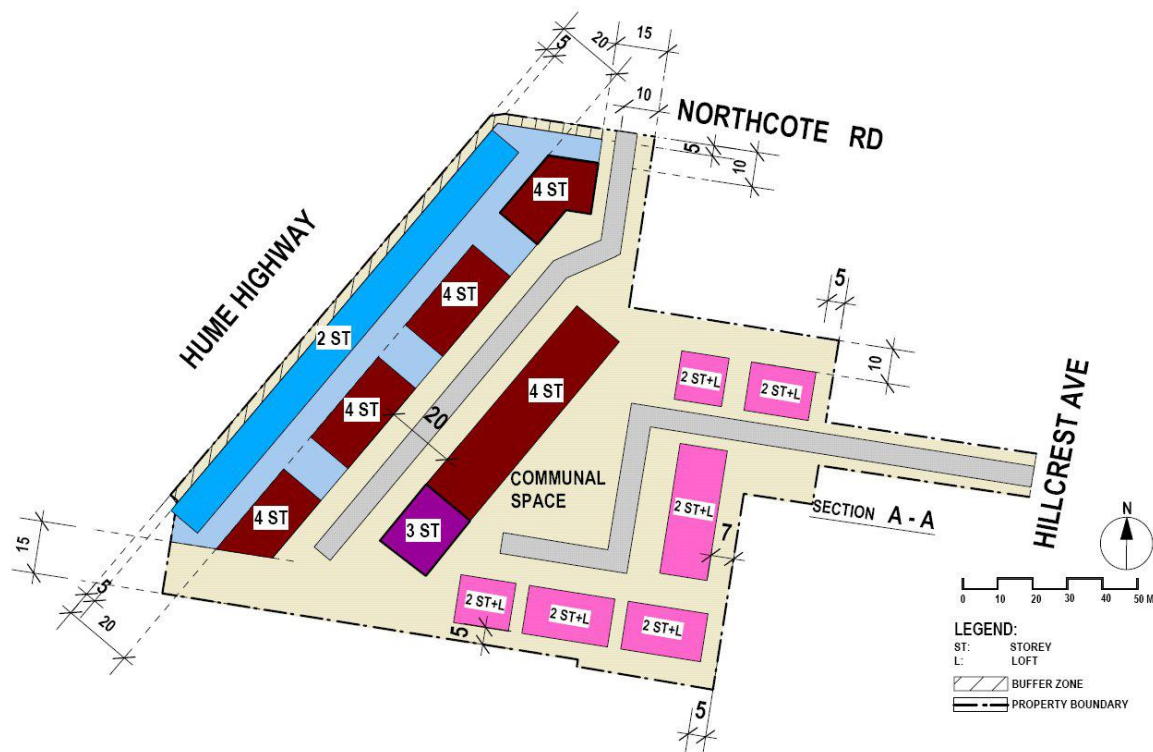 15
20
5
10
NORTHCOTE RD
5
10
4 ST
HUME HIGHWAY
4 ST
5
2 ST
10
4 ST
4 ST
2 ST+L
2 ST+L
HILLCREST AVE
20
COMMUNAL
SPACE
2 ST+L
SECTION A - A
4 ST
3 ST
7
15
N
0 10 20 30 40 50 M
5
20
2 ST+L
2 ST+L
2 ST+L
5
LEGEND:
ST: STOREY
L: LOFT
BUFFER ZONE
PROPERTY BOUNDARY
5